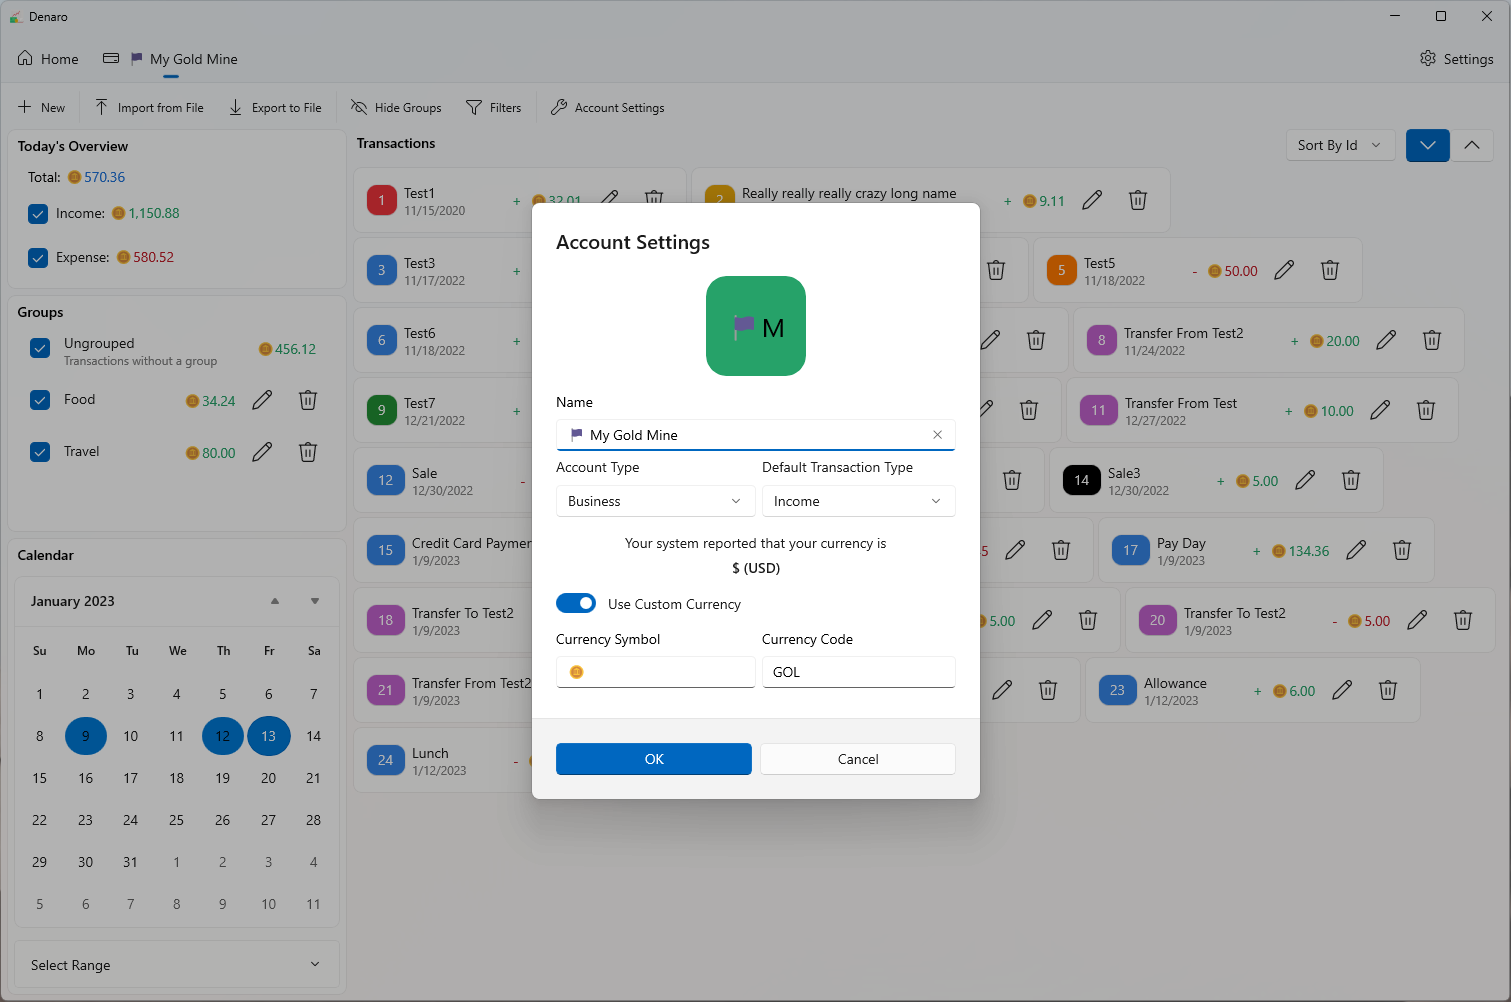 Denaro
Home
My Gold Mine
Settings
New
Import from File
Export to File
Hide Groups
Filters
Account Settings
Today's Overview
Total: 570.36
Income: 1,150.88
Expense: 580.52
Groups
Ungrouped
Transactions without a group
456.12
Food
34.24
Travel
80.00
Calendar
January 2023
Su Mo Tu We Th Fr Sa
1 2 3 4 5 6 7
8 9 10 11 12 13 14
15 16 17 18 19 20 21
22 23 24 25 26 27 28
29 30 31 1 2 3 4
5 6 7 8 9 10 11
Select Range
Transactions
Sort By Id
1 Test1 + 32.01
11/15/2020
2 Really really really crazy long name + 9.11
3 Test3 +
11/17/2022
5 Test5 - 50.00
11/18/2022
6 Test6 +
11/18/2022
8 Transfer From Test2 + 20.00
11/24/2022
9 Test7 +
12/21/2022
11 Transfer From Test + 10.00
12/27/2022
12 Sale -
12/30/2022
14 Sale3 + 5.00
12/30/2022
15 Credit Card Paymen
1/9/2023
5
17 Pay Day + 134.36
1/9/2023
18 Transfer To Test2
1/9/2023
5.00
20 Transfer To Test2 - 5.00
1/9/2023
21 Transfer From Test2
1/9/2023
23 Allowance + 6.00
1/12/2023
24 Lunch -
1/12/2023
Account Settings
M
Name
My Gold Mine
Account Type
Default Transaction Type
Business
Income
Your system reported that your currency is
$ (USD)
Use Custom Currency
Currency Symbol
Currency Code
GOL
OK
Cancel